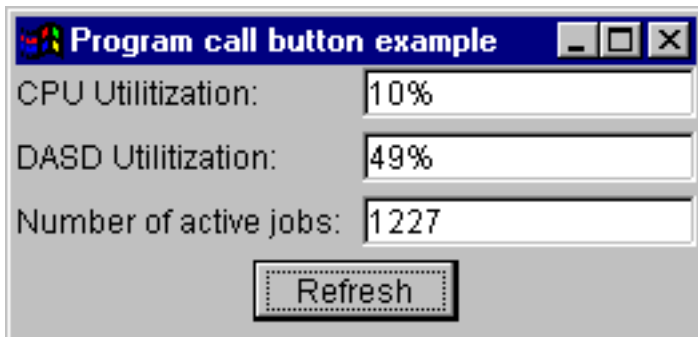 Program call button example
CPU Utilitization: 10%
DASD Utilitization: 49%
Number of active jobs: 1227
Refresh